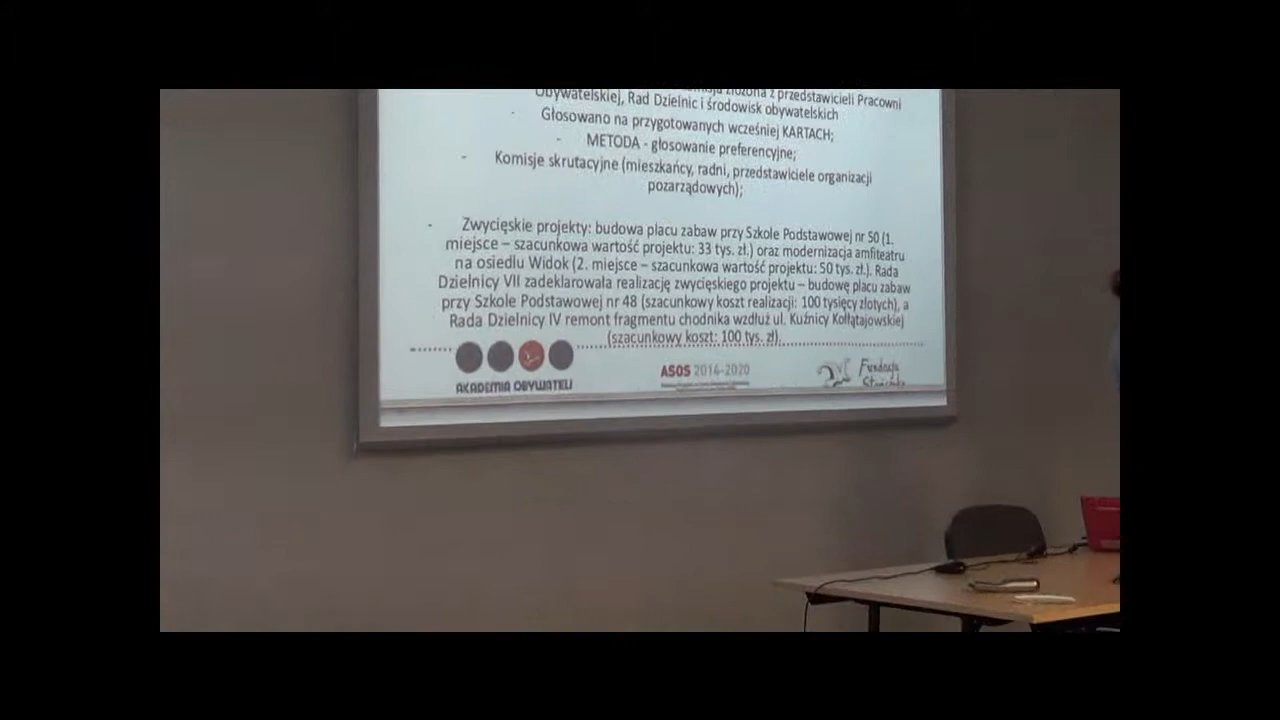 złożona z przedstawicieli Pracowni
Obywatelskiej, Rad Dzielnic i środowisk obywatelskich
- Głosowano na przygotowanych wcześniej KARTACH;
- METODA - głosowanie preferencyjne;
- Komisje skrutacyjne (mieszkańcy, radni, przedstawiciele organizacji
pozarządowych);
- Zwycięskie projekty: budowa placu zabaw przy Szkole Podstawowej nr 50 (1.
miejsce – szacunkowa wartość projektu: 33 tys. zł.) oraz modernizacja amfiteatru
na osiedlu Widok (2. miejsce – szacunkowa wartość projektu: 50 tys. zł.). Rada
Dzielnicy VII zadeklarowała realizację zwycięskiego projektu – budowę placu zabaw
przy Szkole Podstawowej nr 48 (szacunkowy koszt realizacji: 100 tysięcy złotych), a
Rada Dzielnicy IV remont fragmentu chodnika wzdłuż ul. Kuźnicy Kołłątajowskiej
(szacunkowy koszt: 100 tys. zł).
AKADEMIA OBYWATELI
ASOS 2014-2020
Fundacja